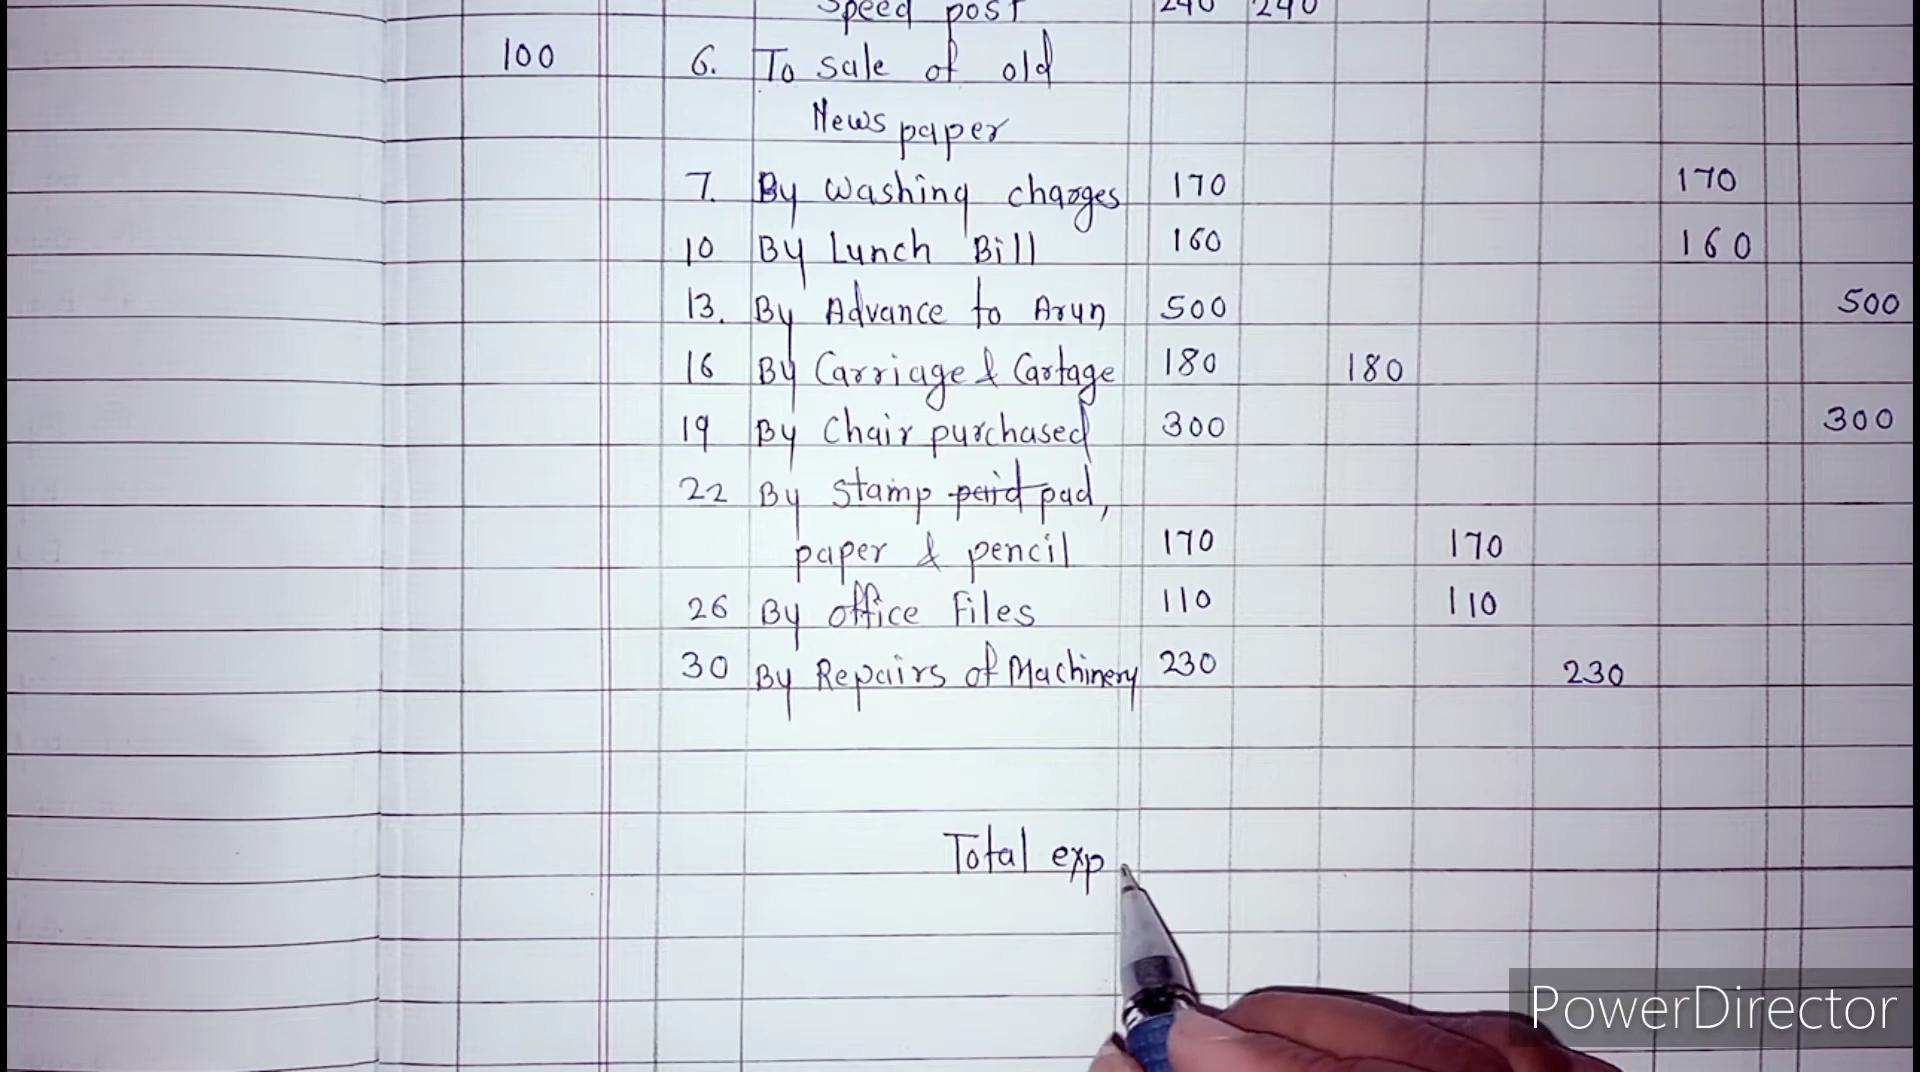 Speed post 240 240
100 6. To sale of old
News paper
7. By Washing charges 170 170
10 By Lunch Bill 160 160
13. By Advance to Arun 500 500
16 By Carriage & Cartage 180 180
19 By Chair purchased 300 300
22 By Stamp paid pad,
paper & pencil 170 170
26 By office Files 110 110
30 By Repairs of Machinery 230 230
Total exp
PowerDirector